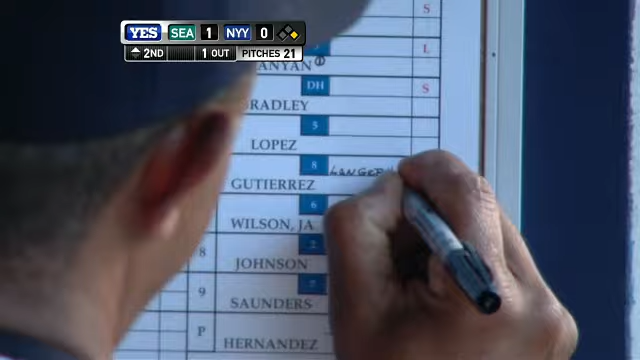 YES SEA 1 NYY 0
2ND 1 OUT PITCHES 21
S
L
ANYAN
DH S
BRADLEY
5
LOPEZ
8
GUTIERREZ
6
WILSON, JA
8 2
JOHNSON
9 7
SAUNDERS
P
HERNANDEZ